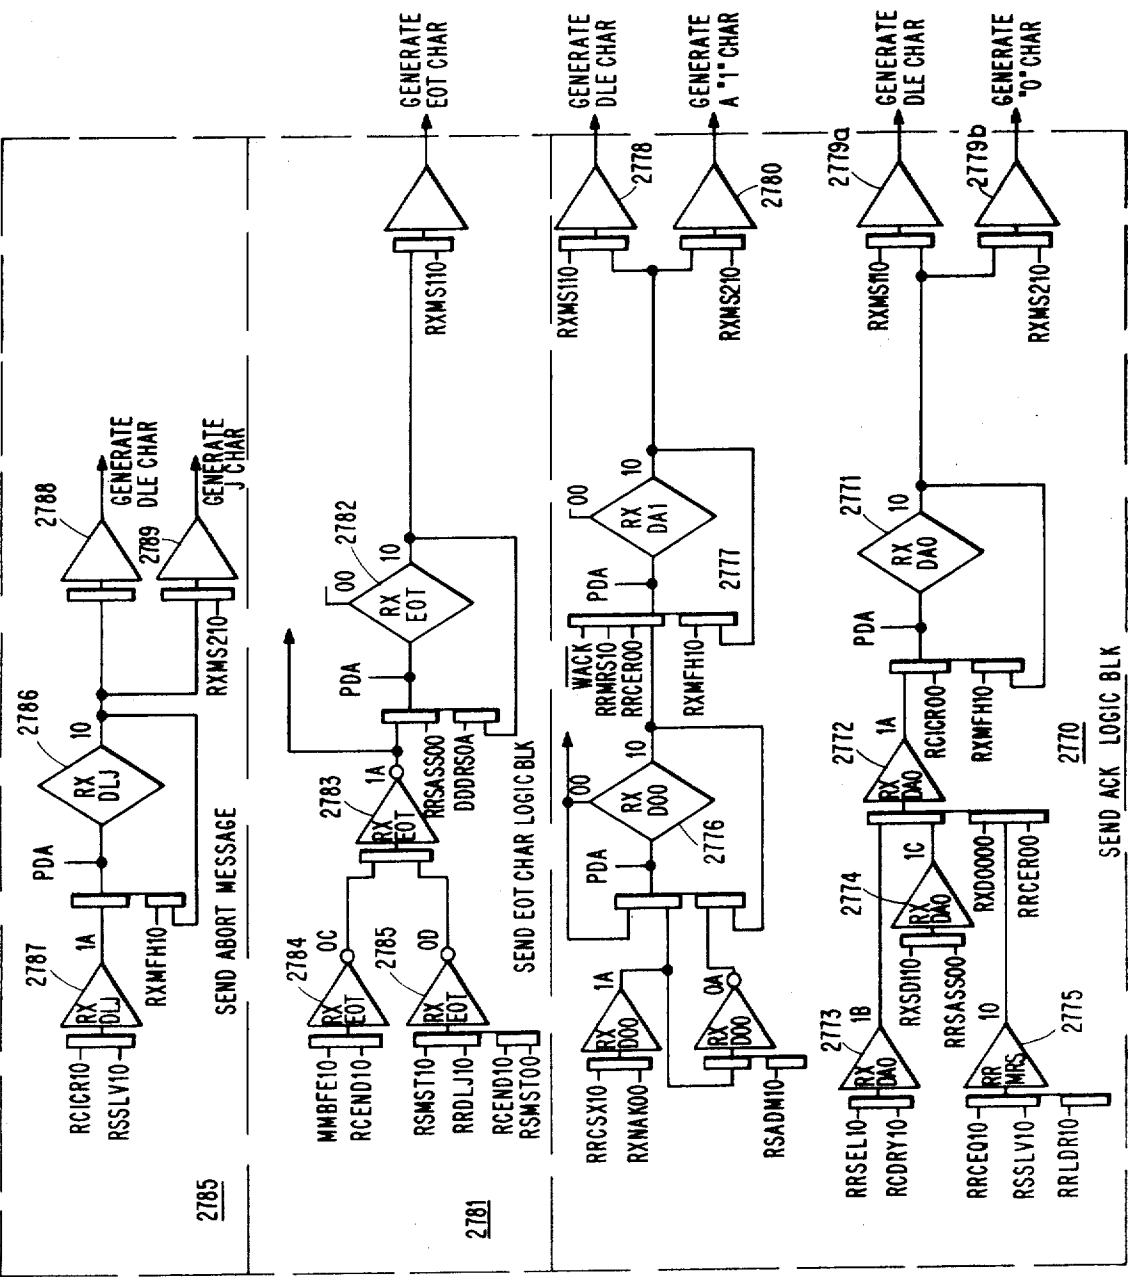 GENERATE
EOT CHAR
GENERATE
DLE CHAR
GENERATE
A "1" CHAR
GENERATE
DLE CHAR
GENERATE
"0" CHAR
2785
RCICR10
RSSLV10
RX
DLJ
2787
1A
RXMFH10
PDA
RX
DLJ
2786
10
RXMS210
2788
2789
GENERATE
DLE CHAR
GENERATE
J CHAR
SEND ABORT MESSAGE
2781
MMBFE10
RCEND10
RX
EOT
2784
0C
RSMST10
RRDLJ10
RCEND10
RSMST00
RX
EOT
2785
0D
RX
EOT
2783
1A
RRSASS00
DDDRS0A
PDA
RX
EOT
00
2782
10
RXMS110
SEND EOT CHAR LOGIC BLK
RRCSX10
RXNAK00
RX
D00
1A
RSADM10
RX
D00
0A
PDA
RX
D00
00
10
2776
WACK
RRMRS10
RRCER00
RXMFH10
2777
PDA
RX
DA1
00
10
RXMS110
RXMS210
2778
2780
RRSEL10
RCDRY10
RX
DA0
2773
1B
RXSD110
RRSASS00
RX
DA0
2774
1C
RRCEQ10
RSSLV10
RRLDR10
RR
MRS
10
2775
RXD0000
RRCER00
RX
DA0
2772
1A
RCICR00
RXMFH10
PDA
RX
DA0
2771
10
RXMS110
RXMS210
2779a
2779b
2770
SEND ACK LOGIC BLK